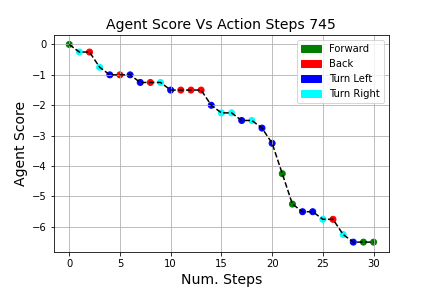 Agent Score Vs Action Steps 745
Forward
Back
Turn Left
Turn Right
Agent Score
0
−1
−2
−3
−4
−5
−6
0 5 10 15 20 25 30
Num. Steps